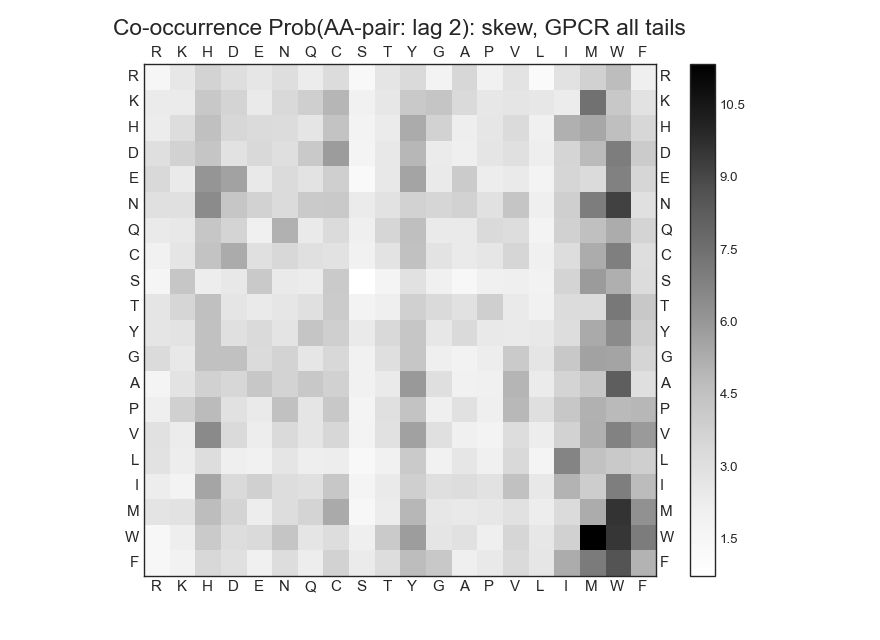 Co-occurrence Prob(AA-pair: lag 2): skew, GPCR all tails
R K H D E N Q C S T Y G A P V L I M W F
R R
K K 10.5
H H
D D 9.0
E E
N N
Q Q 7.5
C C
S S
T T 6.0
Y Y
G G
A A 4.5
P P
V V
L L 3.0
I I
M M
W W 1.5
F F
R K H D E N Q C S T Y G A P V L I M W F